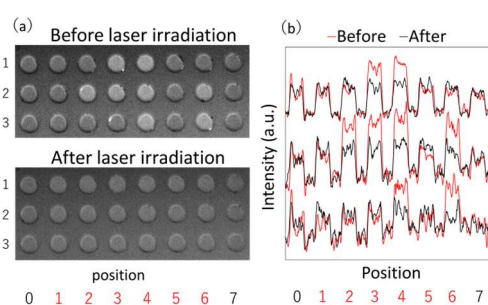 (a)
Before laser irradiation
1
2
3
After laser irradiation
1
2
3
position
0 1 2 3 4 5 6 7
(b)
Before After
Intensity (a.u.)
Position
0 1 2 3 4 5 6 7